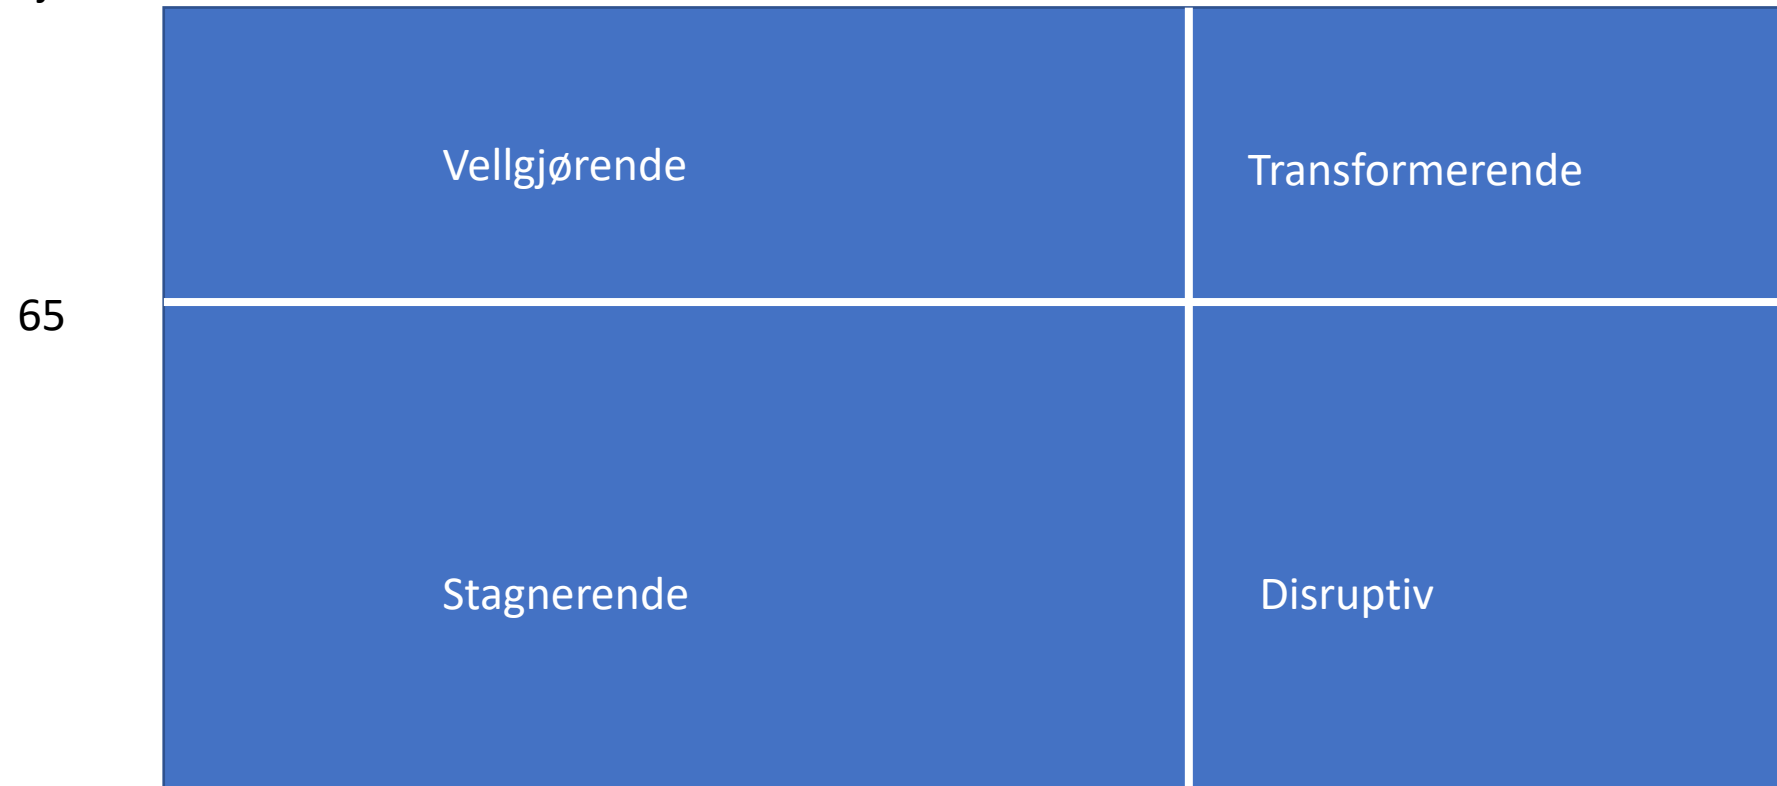 Vellgjørende
Transformerende
65
Stagnerende
Disruptiv